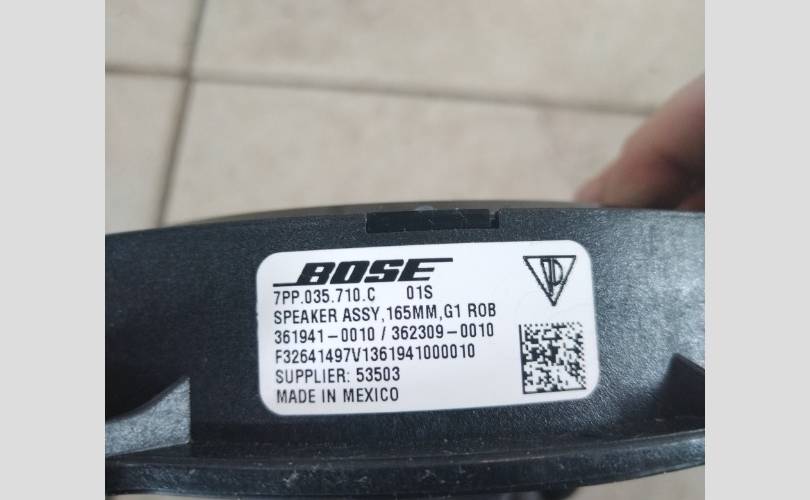 BOSE
7PP.035.710.C 01S
SPEAKER ASSY,165MM,G1 ROB
361941-0010 / 362309-0010
F32641497V1361941000010
SUPPLIER: 53503
MADE IN MEXICO